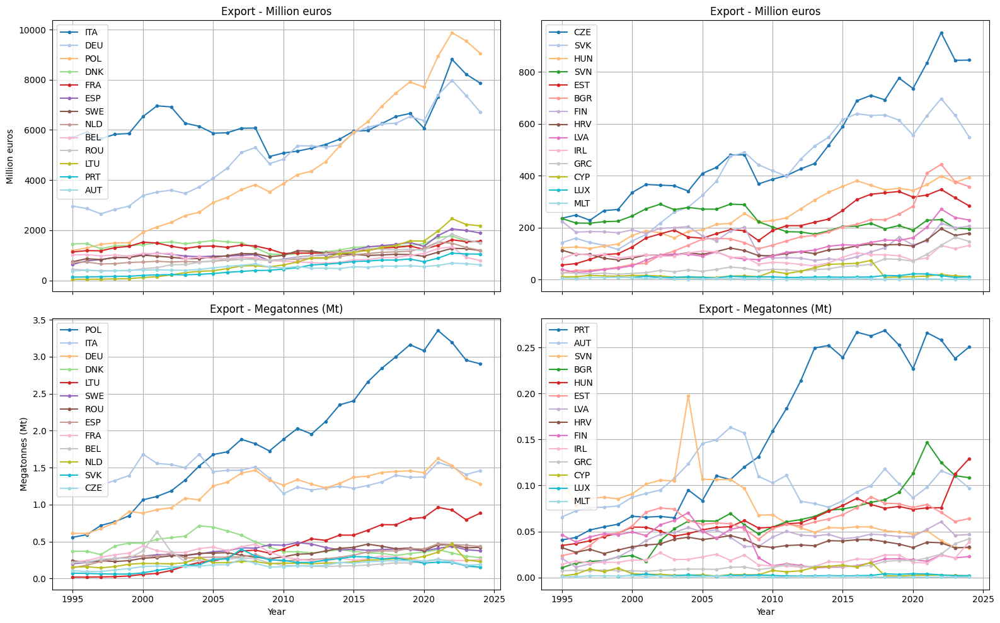 Export - Million euros
Million euros
10000
8000
6000
4000
2000
0
ITA
DEU
POL
DNK
FRA
ESP
SWE
NLD
BEL
ROU
LTU
PRT
AUT
Export - Million euros
800
600
400
200
0
CZE
SVK
HUN
SVN
EST
BGR
FIN
HRV
LVA
IRL
GRC
CYP
LUX
MLT
Export - Megatonnes (Mt)
Megatonnes (Mt)
3.5
3.0
2.5
2.0
1.5
1.0
0.5
0.0
POL
ITA
DEU
DNK
LTU
SWE
ROU
ESP
FRA
BEL
NLD
SVK
CZE
1995 2000 2005 2010 2015 2020 2025
Year
Export - Megatonnes (Mt)
0.25
0.20
0.15
0.10
0.05
0.00
PRT
AUT
SVN
BGR
HUN
EST
LVA
HRV
FIN
IRL
GRC
CYP
LUX
MLT
1995 2000 2005 2010 2015 2020 2025
Year